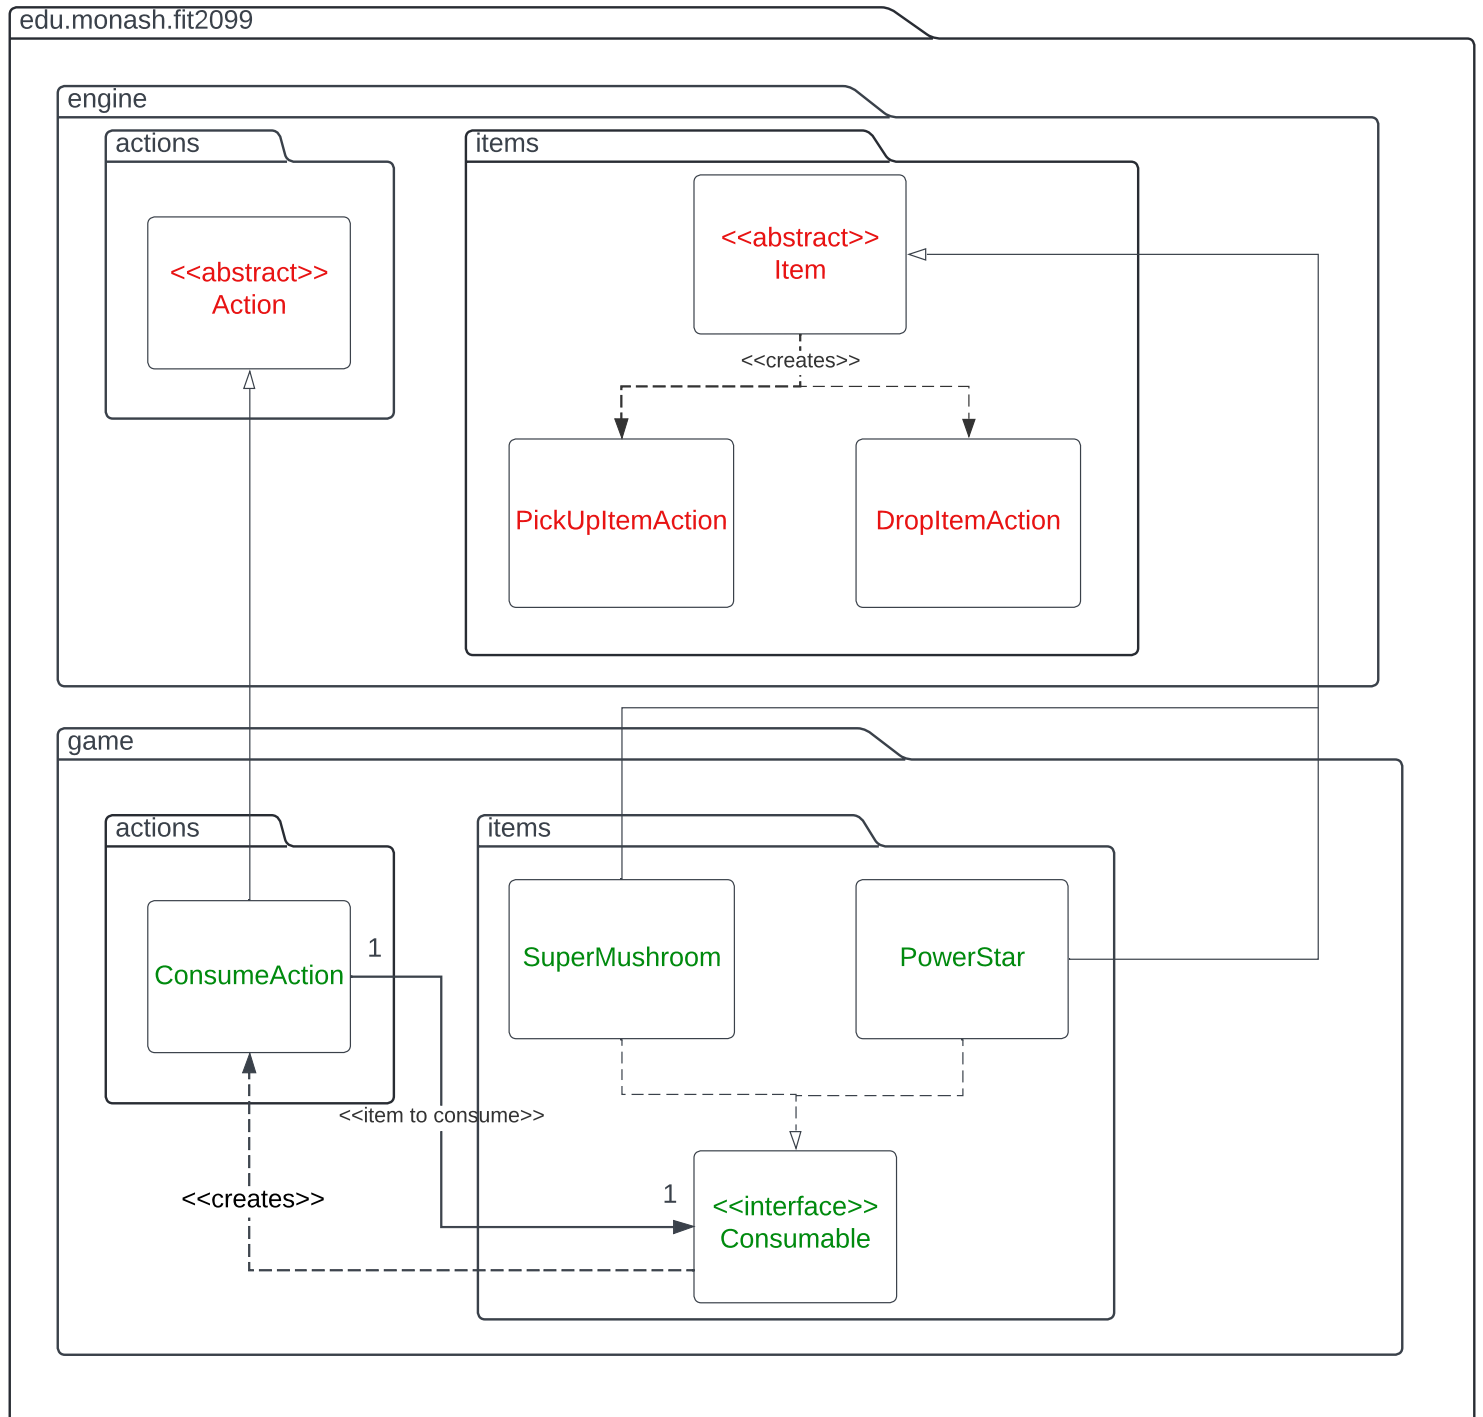 edu.monash.fit2099
engine
actions
items
<<abstract>>
Action
<<abstract>>
Item
<<creates>>
PickUpItemAction
DropItemAction
game
actions
items
ConsumeAction
1
SuperMushroom
PowerStar
<<item to consume>>
<<creates>>
1
<<interface>>
Consumable